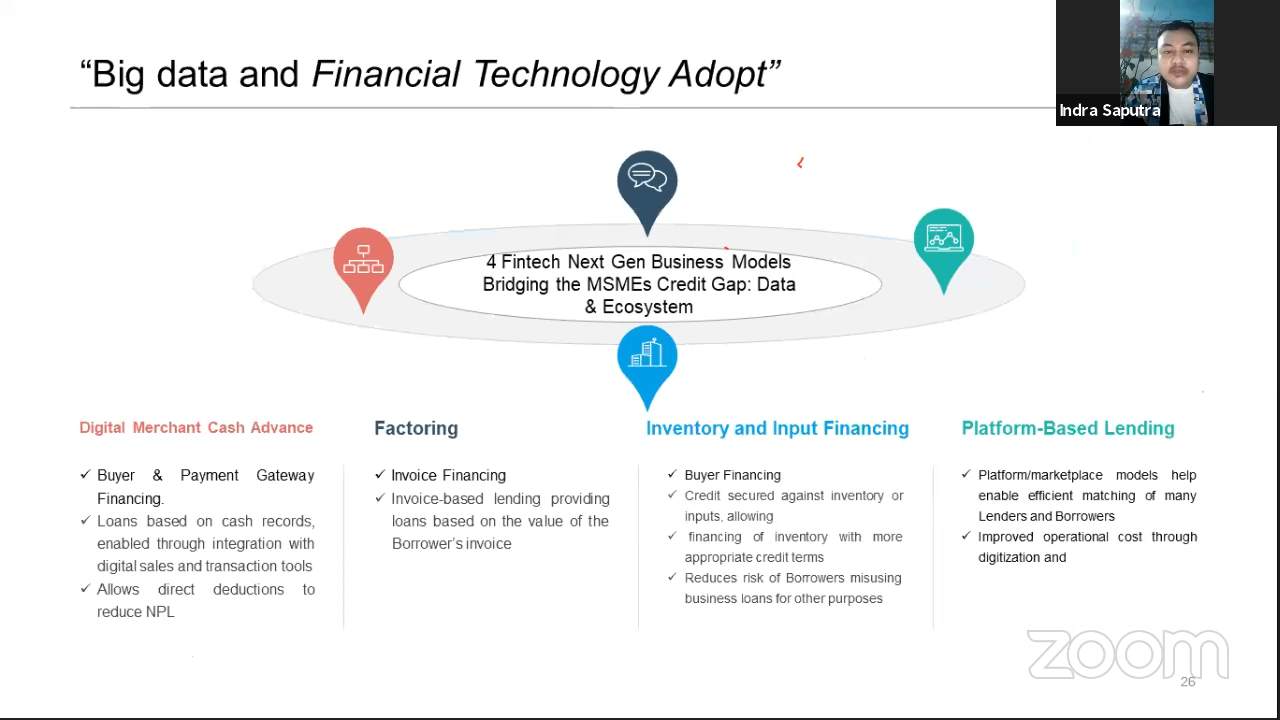 “Big data and Financial Technology Adopt”
Indra Saputra
4 Fintech Next Gen Business Models
Bridging the MSMEs Credit Gap: Data
& Ecosystem
Digital Merchant Cash Advance
✓ Buyer & Payment Gateway
Financing.
✓ Loans based on cash records,
enabled through integration with
digital sales and transaction tools
✓ Allows direct deductions to
reduce NPL
Factoring
✓ Invoice Financing
✓ Invoice-based lending providing
loans based on the value of the
Borrower’s invoice
Inventory and Input Financing
✓ Buyer Financing
✓ Credit secured against inventory or
inputs, allowing
✓ financing of inventory with more
appropriate credit terms
✓ Reduces risk of Borrowers misusing
business loans for other purposes
Platform-Based Lending
✓ Platform/marketplace models help
enable efficient matching of many
Lenders and Borrowers
✓ Improved operational cost through
digitization and
zoom
26